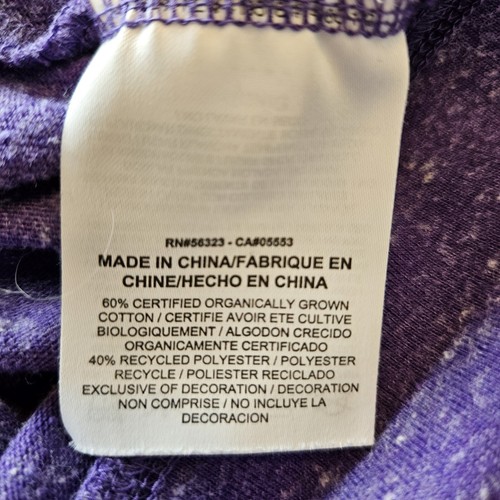 RN#56323 - CA#05553
MADE IN CHINA/FABRIQUE EN
CHINE/HECHO EN CHINA
60% CERTIFIED ORGANICALLY GROWN
COTTON / CERTIFIE AVOIR ETE CULTIVE
BIOLOGIQUEMENT / ALGODON CRECIDO
ORGANICAMENTE CERTIFICADO
40% RECYCLED POLYESTER / POLYESTER
RECYCLE / POLIESTER RECICLADO
EXCLUSIVE OF DECORATION / DECORATION
NON COMPRISE / NO INCLUYE LA
DECORACION